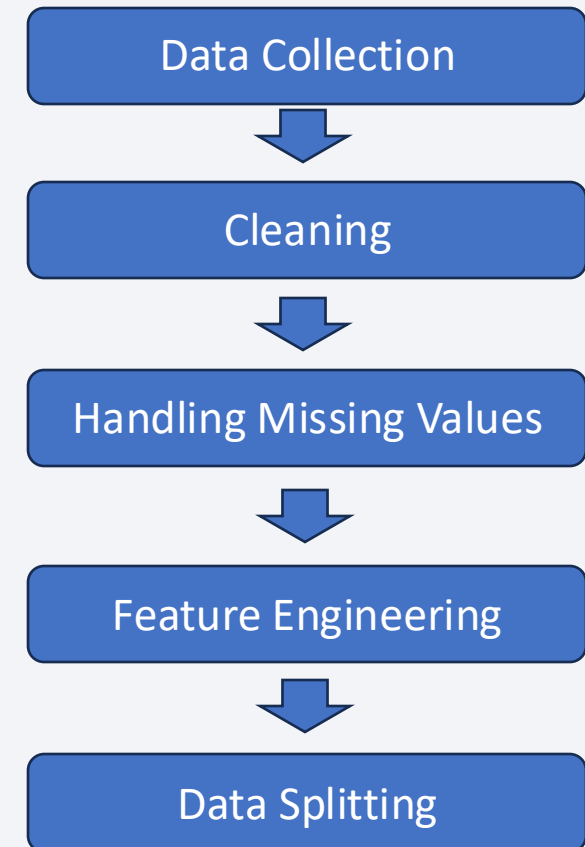 Data Collection
Cleaning
Handling Missing Values
Feature Engineering
Data Splitting